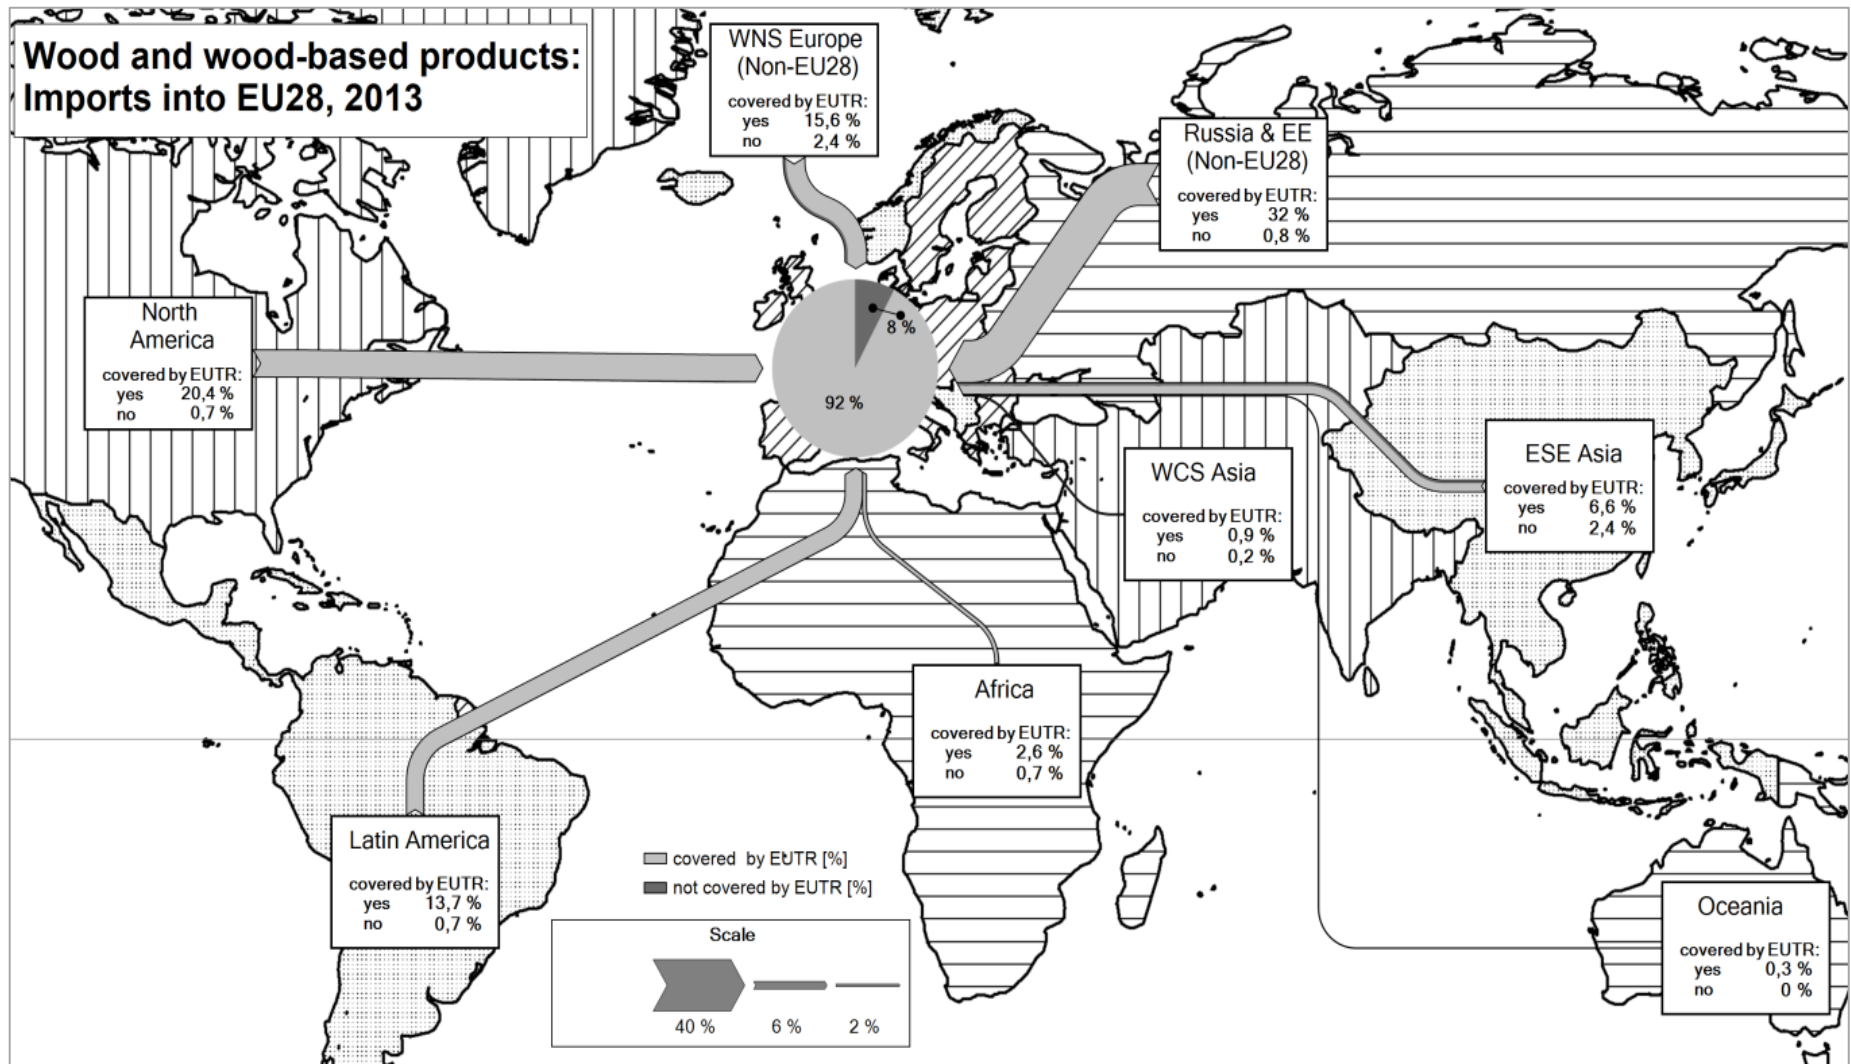 Wood and wood-based products:
Imports into EU28, 2013
WNS Europe
(Non-EU28)
covered by EUTR:
yes 15,6 %
no 2,4 %
Russia & EE
(Non-EU28)
covered by EUTR:
yes 32 %
no 0,8 %
North
America
covered by EUTR:
yes 20,4 %
no 0,7 %
8 %
92 %
WCS Asia
covered by EUTR:
yes 0,9 %
no 0,2 %
ESE Asia
covered by EUTR:
yes 6,6 %
no 2,4 %
Africa
covered by EUTR:
yes 2,6 %
no 0,7 %
Latin America
covered by EUTR:
yes 13,7 %
no 0,7 %
covered by EUTR [%]
not covered by EUTR [%]
Scale
40 % 6 % 2 %
Oceania
covered by EUTR:
yes 0,3 %
no 0 %